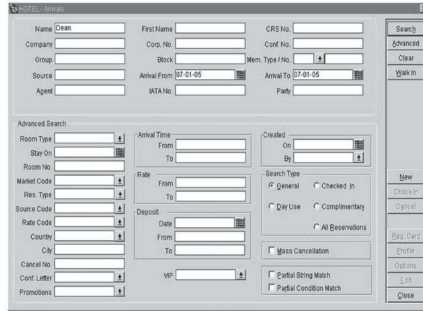 HOTEL - Arrivals
Name Dean First Name CRS No. Search
Company Corp. No. Conf. No. Advanced
Group Block Mem. Type / No. Clear
Source Arrival From 07-01-05 Arrival To 07-01-05 Walk In
Agent IATA No. Party
Advanced Search
Room Type Arrival Time Created
Stay On From On
Room No. To By
Market Code Rate Search Type New
Res. Type From General Checked In Check In
Source Code To Day Use Complimentary Cancel
Rate Code Deposit All Reservations
Country Date Reg. Card
City From Mass Cancellation Profile
Cancel No. To Options
Conf. Letter VIP Partial String Match Edit
Promotions Partial Condition Match Close